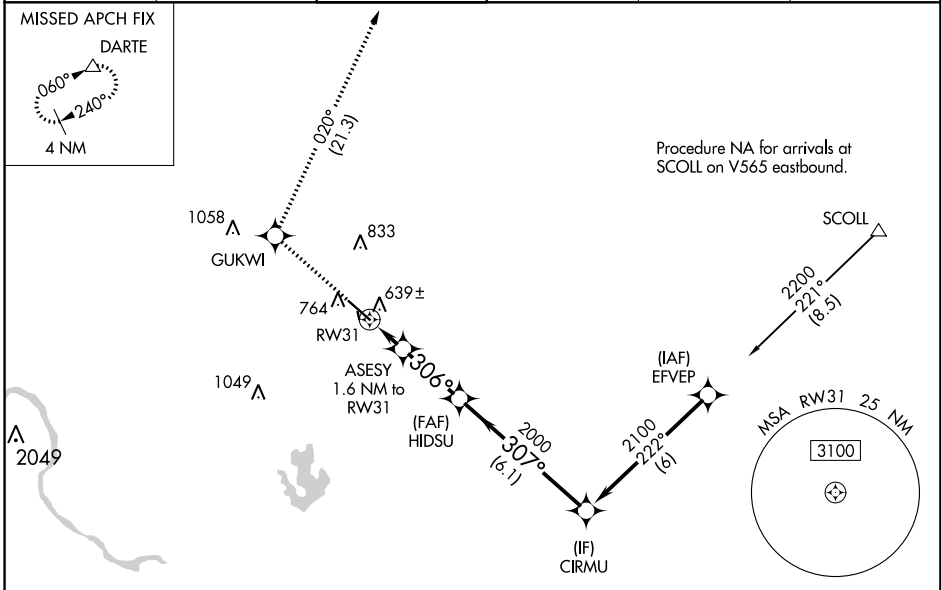 MISSED APCH FIX
DARTE
060°
240°
4 NM
020°
(21.3)
Procedure NA for arrivals at
SCOLL on V565 eastbound.
SCOLL
2200
221°
(8.5)
1058
GUKWI
833
764
639±
RW31
ASESY
1.6 NM to
RW31
306°
1049
(FAF)
HIDSU
2000
307°
(6.1)
(IAF)
EFVEP
2100
222°
(6)
(IF)
CIRMU
2049
MSA RW31 25 NM
3100